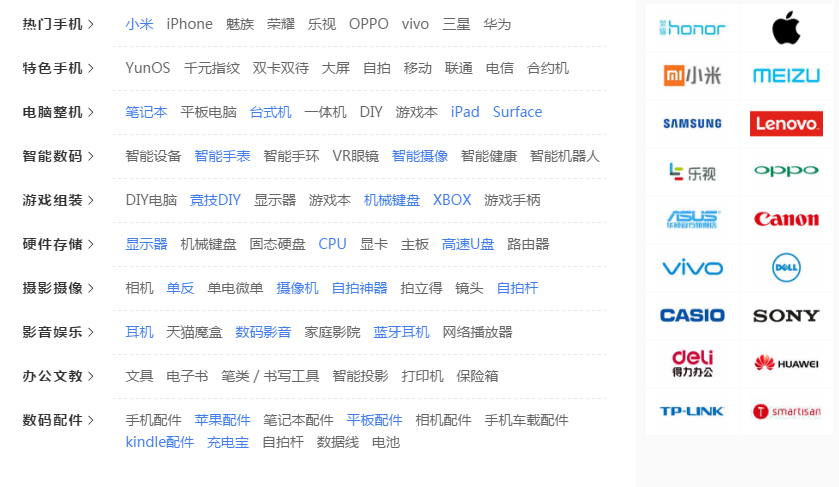 热门手机 > 小米 iPhone 魅族 荣耀 乐视 OPPO vivo 三星 华为
特色手机 > YunOS 千元指纹 双卡双待 大屏 自拍 移动 联通 电信 合约机
电脑整机 > 笔记本 平板电脑 台式机 一体机 DIY 游戏本 iPad Surface
智能数码 > 智能设备 智能手表 智能手环 VR眼镜 智能摄像 智能健康 智能机器人
游戏组装 > DIY电脑 竞技DIY 显示器 游戏本 机械键盘 XBOX 游戏手柄
硬件存储 > 显示器 机械键盘 固态硬盘 CPU 显卡 主板 高速U盘 路由器
摄影摄像 > 相机 单反 单电微单 摄像机 自拍神器 拍立得 镜头 自拍杆
影音娱乐 > 耳机 天猫魔盒 数码影音 家庭影院 蓝牙耳机 网络播放器
办公文教 > 文具 电子书 笔类 / 书写工具 智能投影 打印机 保险箱
数码配件 > 手机配件 苹果配件 笔记本配件 平板配件 相机配件 手机车载配件
kindle配件 充电宝 自拍杆 数据线 电池
荣耀 honor
mi 小米 MEIZU
SAMSUNG Lenovo
乐视 OPPO
ASUS Canon
华硕官方旗舰店
vivo DELL
CASIO SONY
deli HUAWEI
得力办公
TP-LINK T smartisan